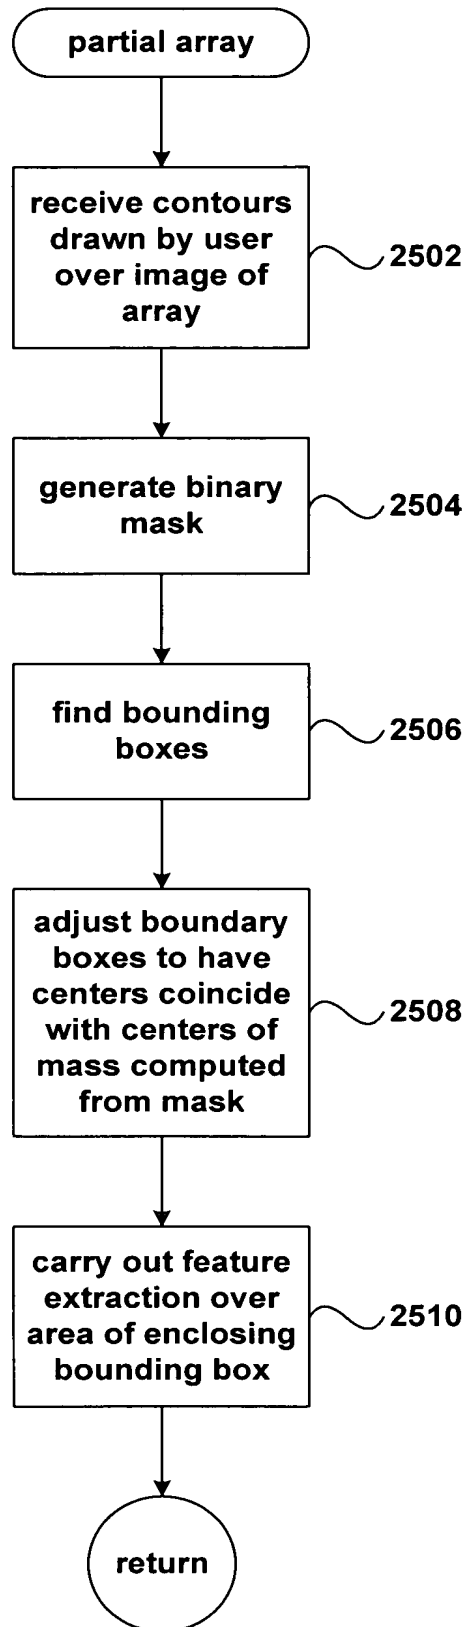 partial array
receive contours
drawn by user
over image of
array
2502
generate binary
mask
2504
find bounding
boxes
2506
adjust boundary
boxes to have
centers coincide
with centers of
mass computed
from mask
2508
carry out feature
extraction over
area of enclosing
bounding box
2510
return